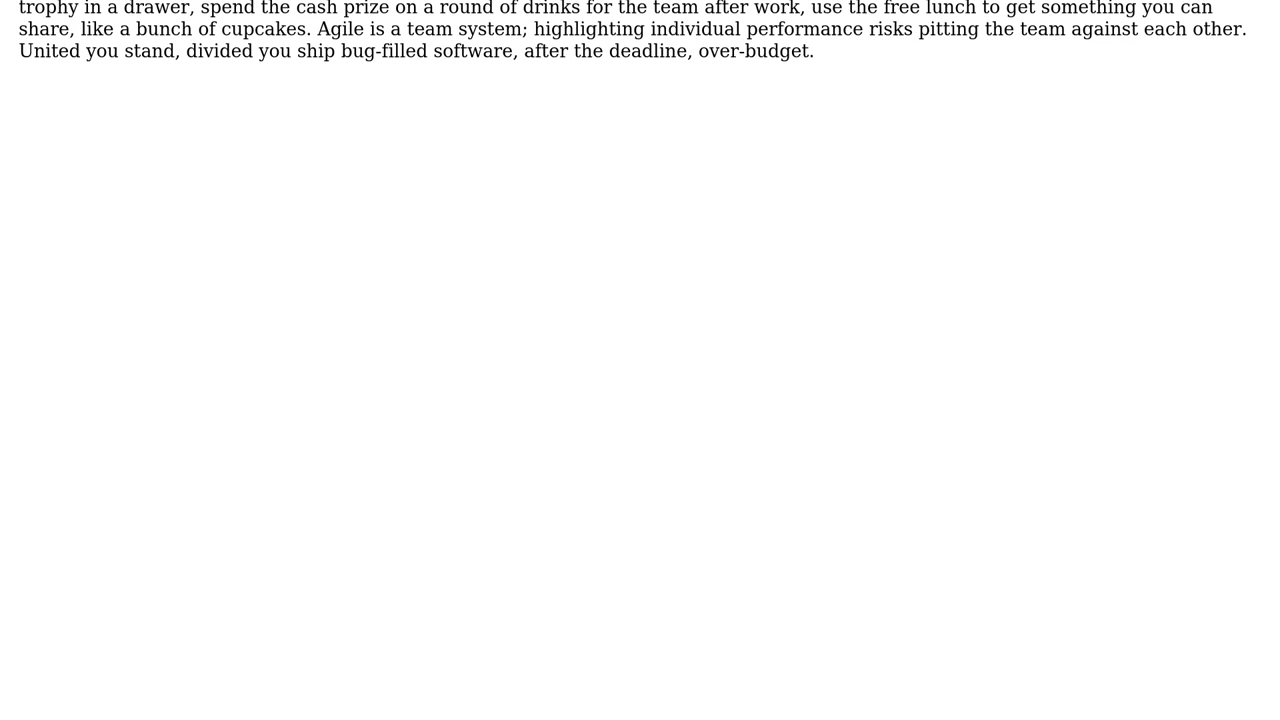 trophy in a drawer, spend the cash prize on a round of drinks for the team after work, use the free lunch to get something you can
share, like a bunch of cupcakes. Agile is a team system; highlighting individual performance risks pitting the team against each other.
United you stand, divided you ship bug-filled software, after the deadline, over-budget.